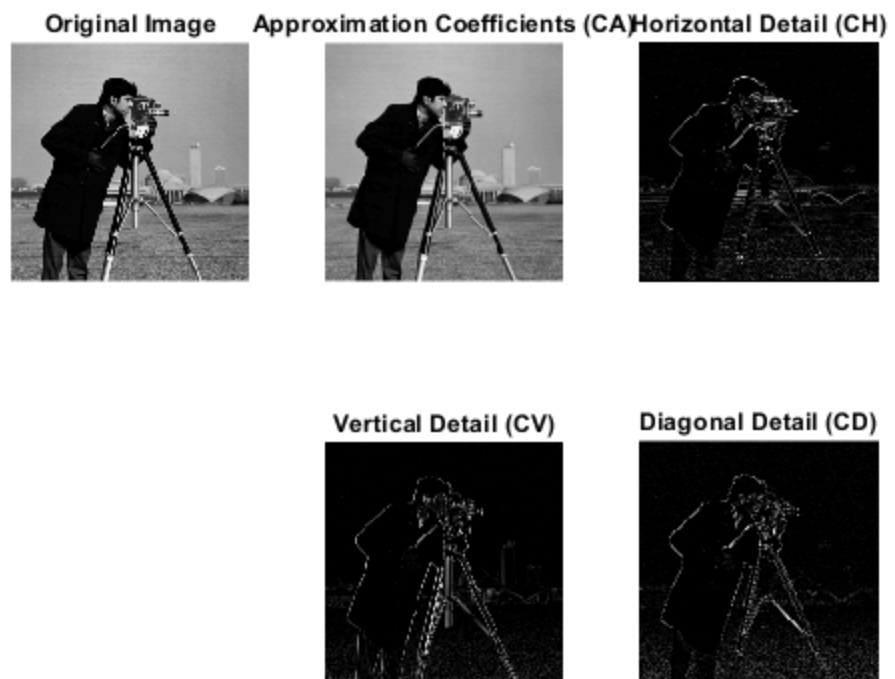 Original Image
Approximation Coefficients (CA)
Horizontal Detail (CH)
Vertical Detail (CV)
Diagonal Detail (CD)